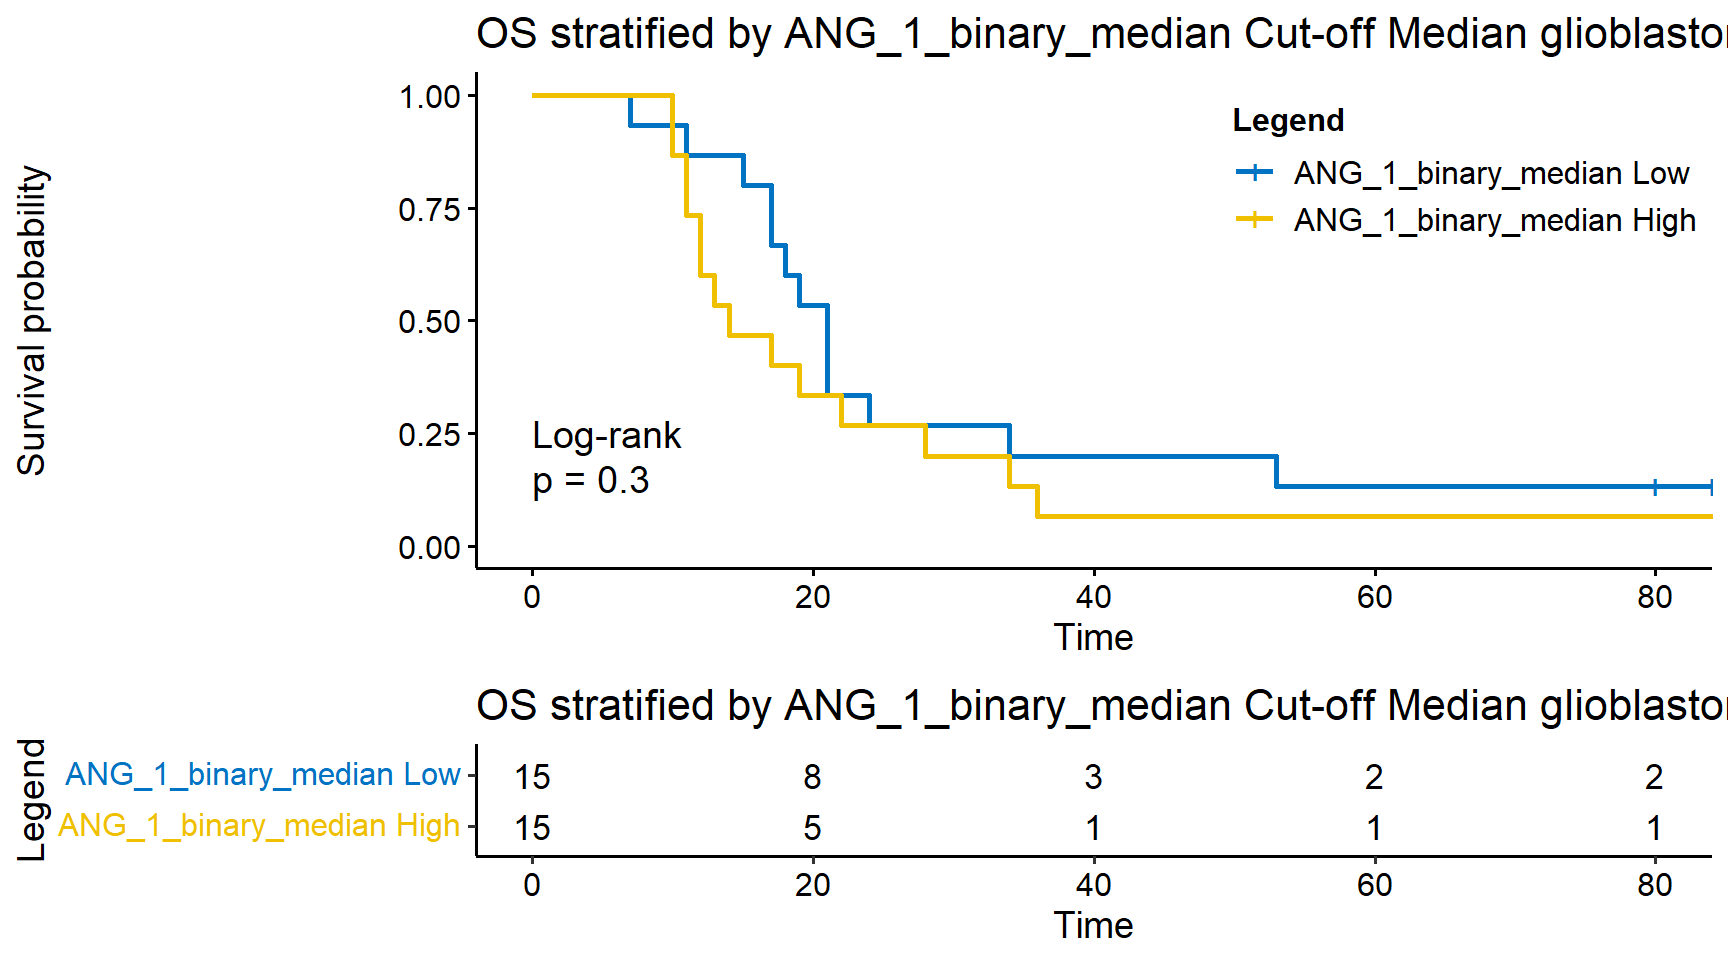 OS stratified by ANG_1_binary_median Cut-off Median
Survival probability
1.00
0.75
0.50
0.25
0.00
Legend
ANG_1_binary_median Low
ANG_1_binary_median High
Log-rank
p = 0.3
0 20 40 60 80
Time
OS stratified by ANG_1_binary_median Cut-off Median
Legend
ANG_1_binary_median Low 15 8 3 2 2
ANG_1_binary_median High 15 5 1 1 1
0 20 40 60 80
Time